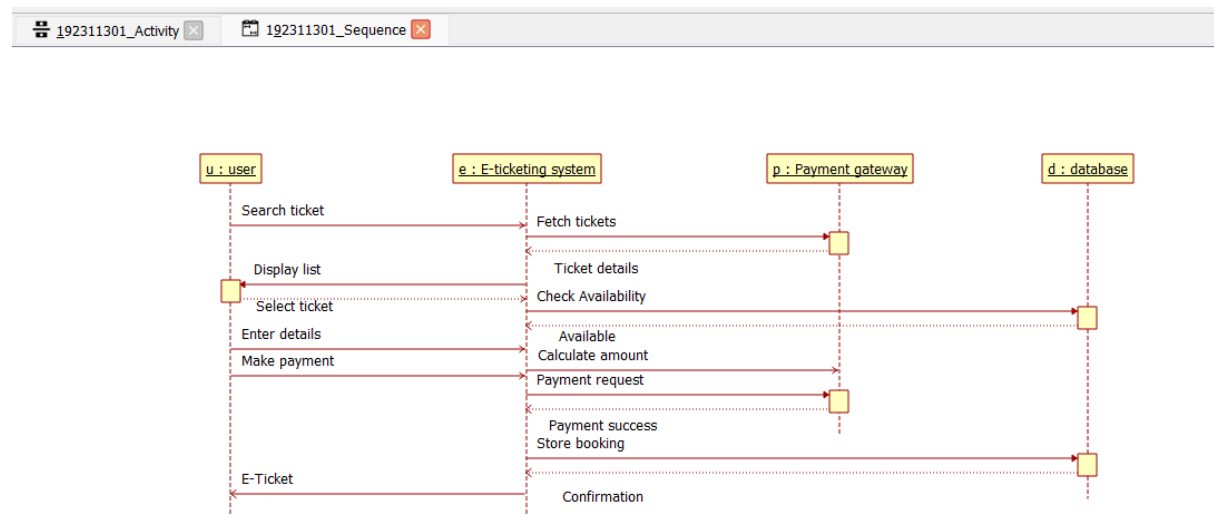 192311301_Activity
192311301_Sequence
u : user
e : E-ticketing system
p : Payment gateway
d : database
Search ticket
Fetch tickets
Display list
Ticket details
Check Availability
Select ticket
Enter details
Available
Calculate amount
Make payment
Payment request
Payment success
Store booking
E-Ticket
Confirmation